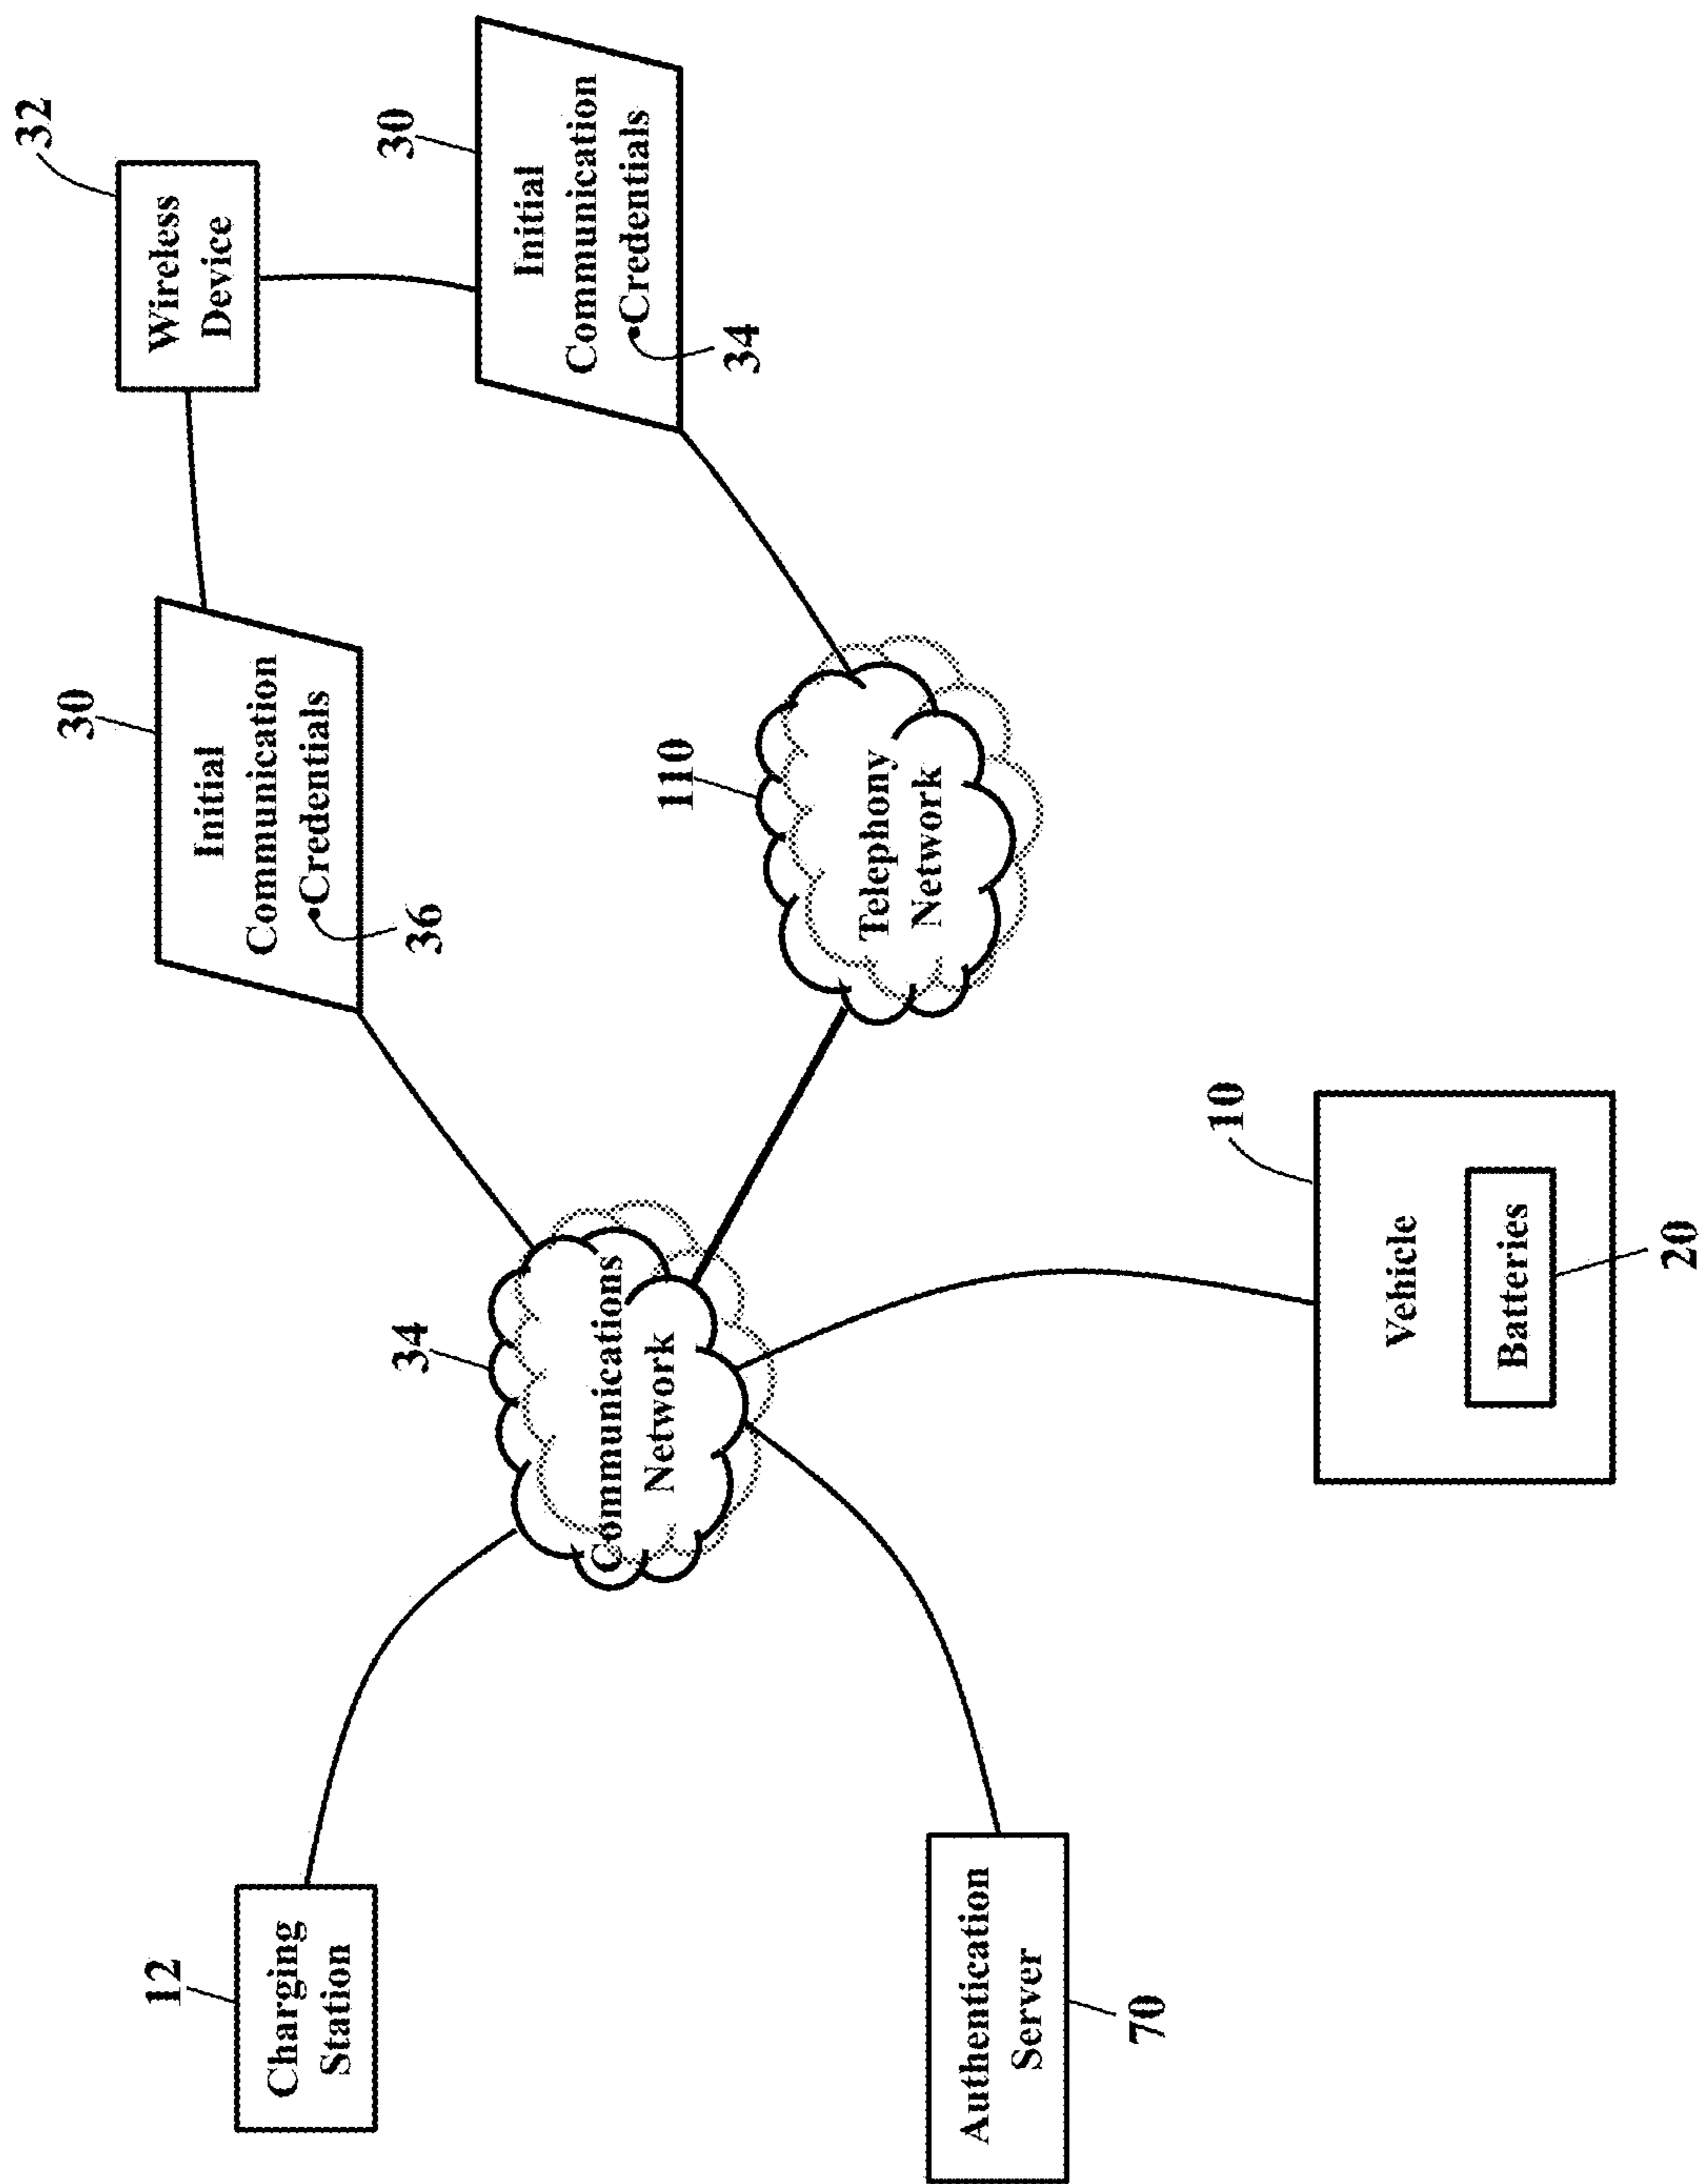 12
Charging
Station
34
Communications
Network
30
Initial
Communication
•Credentials
36
32
Wireless
Device
30
Initial
Communication
•Credentials
34
110
Telephony
Network
Authentication
Server
70
10
Vehicle
Batteries
20